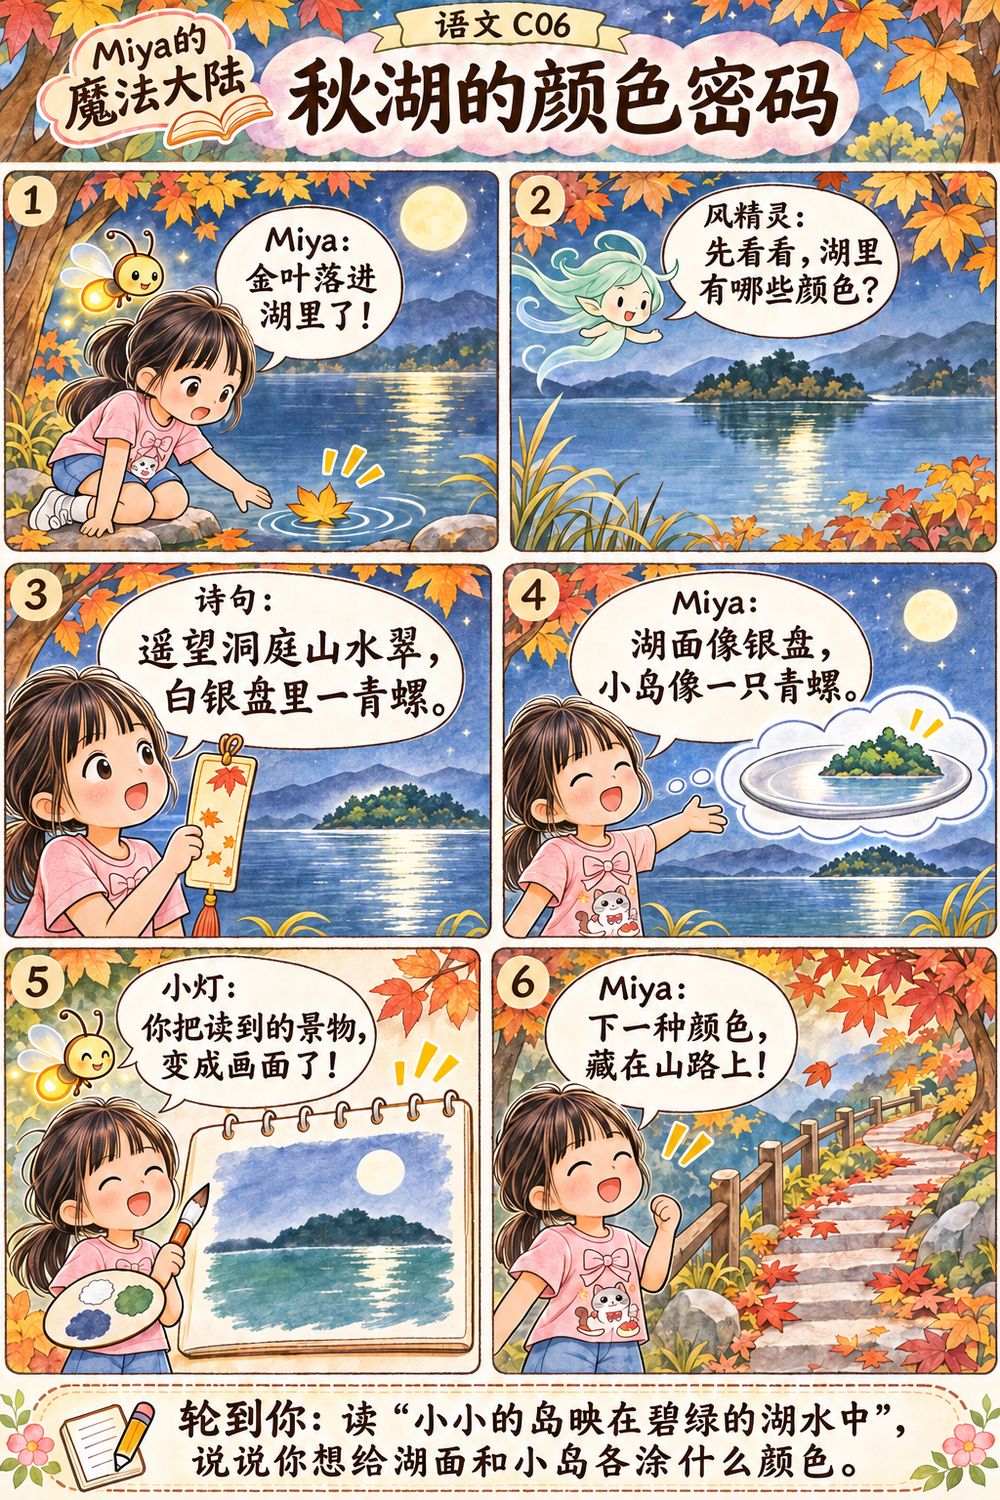 Miya的
魔法大陆
语文 C06
秋湖的颜色密码
1
Miya：
金叶落进
湖里了！
2
风精灵：
先看看，湖里
有哪些颜色？
3
诗句：
遥望洞庭山水翠，
白银盘里一青螺。
4
Miya：
湖面像银盘，
小岛像一只青螺。
5
小灯：
你把读到的景物，
变成画面了！
6
Miya：
下一种颜色，
藏在山路上！
轮到你：读“小小的岛映在碧绿的湖水中”，
说说你想给湖面和小岛各涂什么颜色。